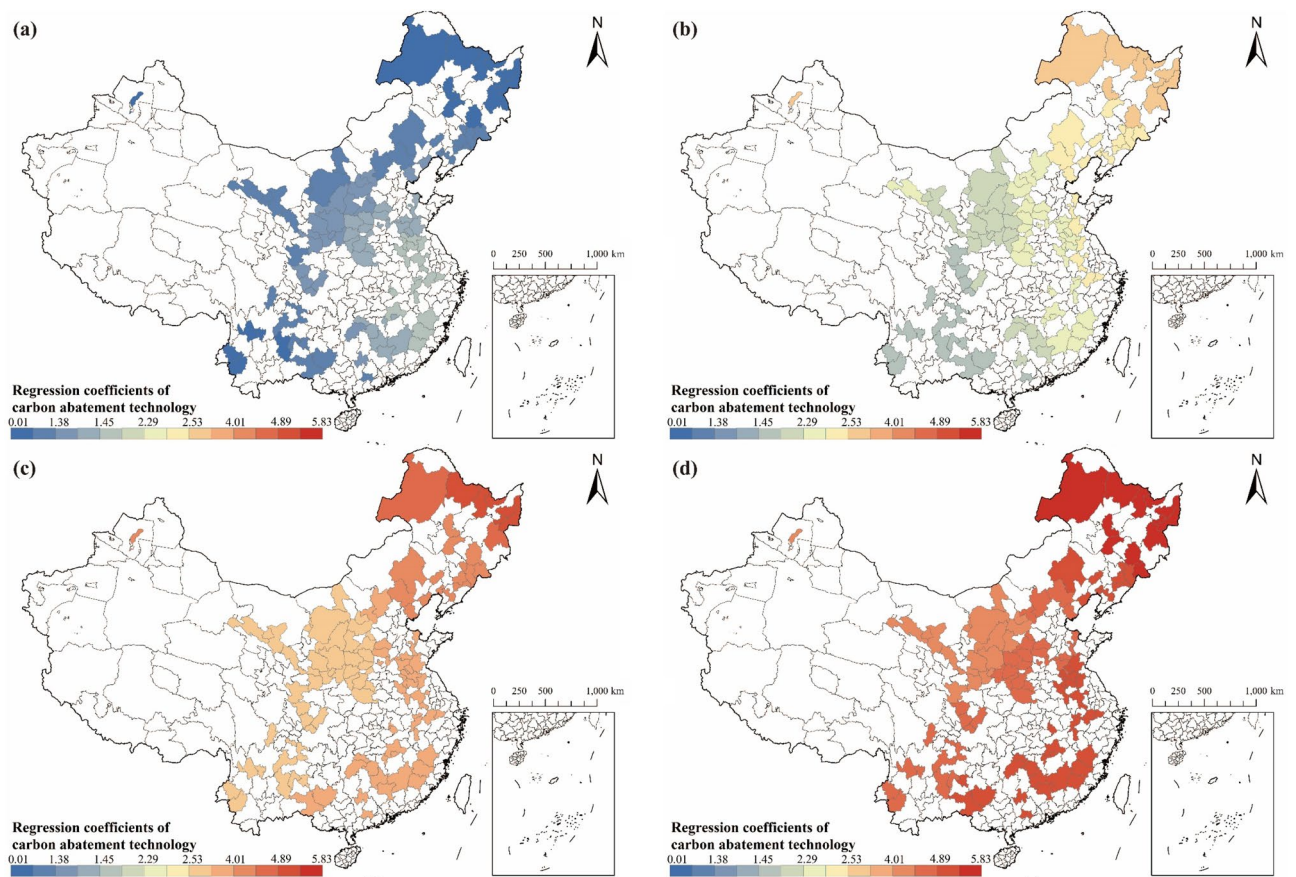 (a)
N
0 250 500 1,000 km
Regression coefficients of
carbon abatement technology
0.01 1.38 1.45 2.29 2.53 4.01 4.89 5.83
(b)
N
0 250 500 1,000 km
Regression coefficients of
carbon abatement technology
0.01 1.38 1.45 2.29 2.53 4.01 4.89 5.83
(c)
N
0 250 500 1,000 km
Regression coefficients of
carbon abatement technology
0.01 1.38 1.45 2.29 2.53 4.01 4.89 5.83
(d)
N
0 250 500 1,000 km
Regression coefficients of
carbon abatement technology
0.01 1.38 1.45 2.29 2.53 4.01 4.89 5.83